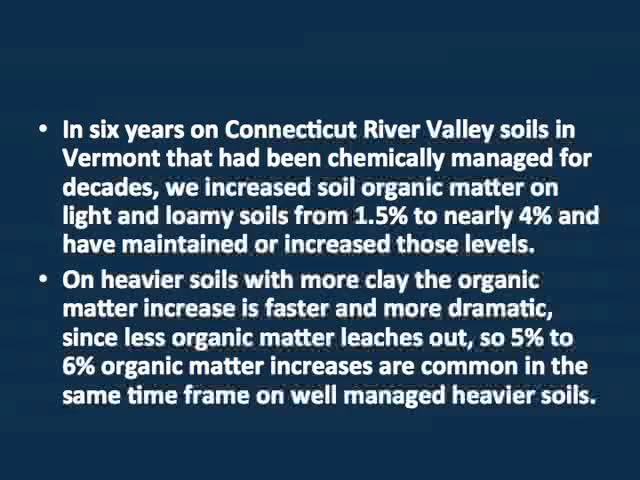 • In six years on Connecticut River Valley soils in
Vermont that had been chemically managed for
decades, we increased soil organic matter on
light and loamy soils from 1.5% to nearly 4% and
have maintained or increased those levels.
• On heavier soils with more clay the organic
matter increase is faster and more dramatic,
since less organic matter leaches out, so 5% to
6% organic matter increases are common in the
same time frame on well managed heavier soils.